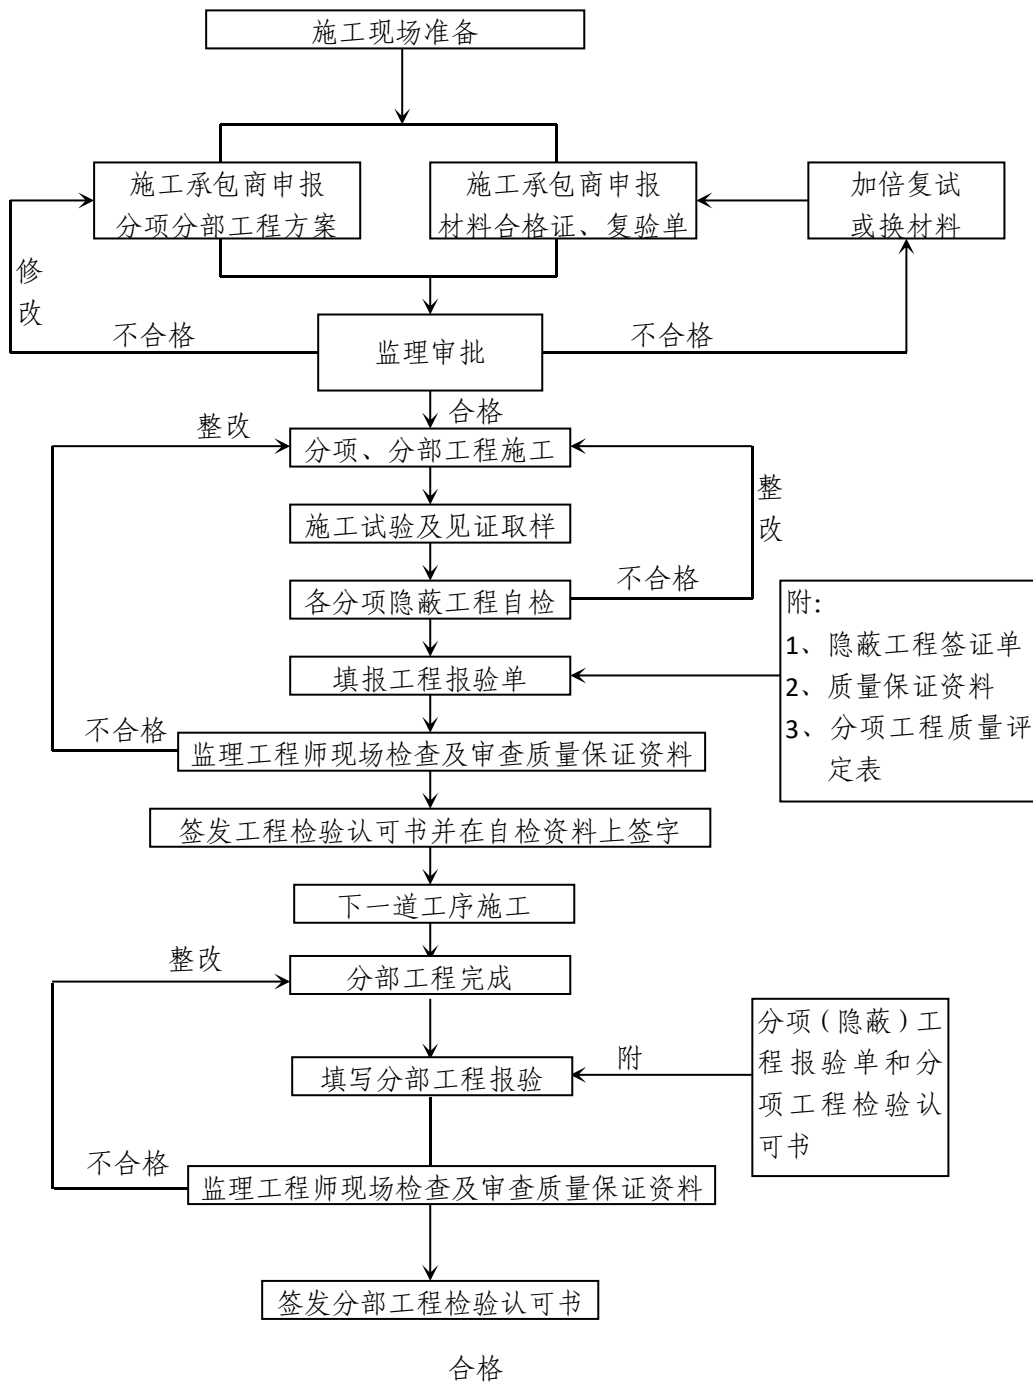 施工现场准备
施工承包商申报
分项分部工程方案
施工承包商申报
材料合格证、复验单
加倍复试
或换材料
修
改
不合格
监理审批
不合格
合格
整改
分项、分部工程施工
整
改
施工试验及见证取样
各分项隐蔽工程自检
不合格
附:
1、隐蔽工程签证单
2、质量保证资料
3、分项工程质量评
定表
填报工程报验单
不合格
监理工程师现场检查及审查质量保证资料
签发工程检验认可书并在自检资料上签字
下一道工序施工
整改
分部工程完成
分项(隐蔽)工
程报验单和分
项工程检验认
可书
附
填写分部工程报验
不合格
监理工程师现场检查及审查质量保证资料
签发分部工程检验认可书
合格